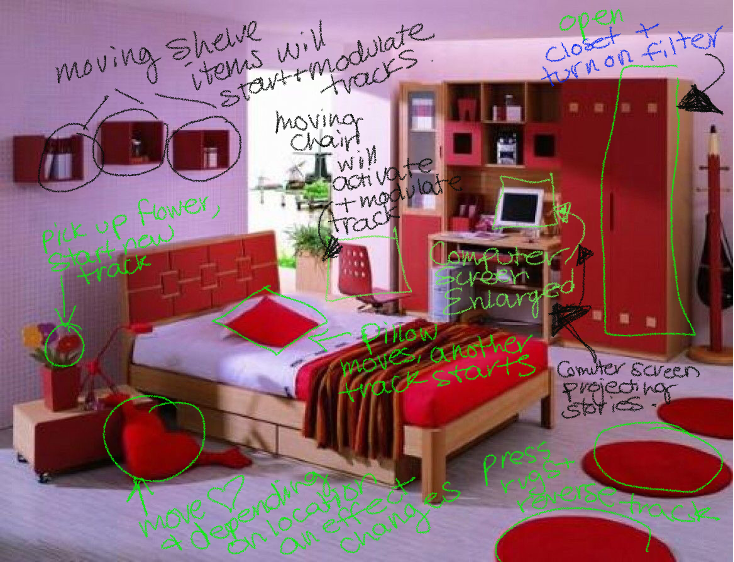 moving shelve
items will
start + modulate
tracks.
open
closet +
turn on filter
moving
chair
will
activate
+ modulate
track
pick up flower,
start new
track
Computer
screen
Enlarged
Pillow
moves, another
track starts
Comuter screen
projecting
stories.
move ♡
+ depending
on location
an effect
changes
press
right
reverse track